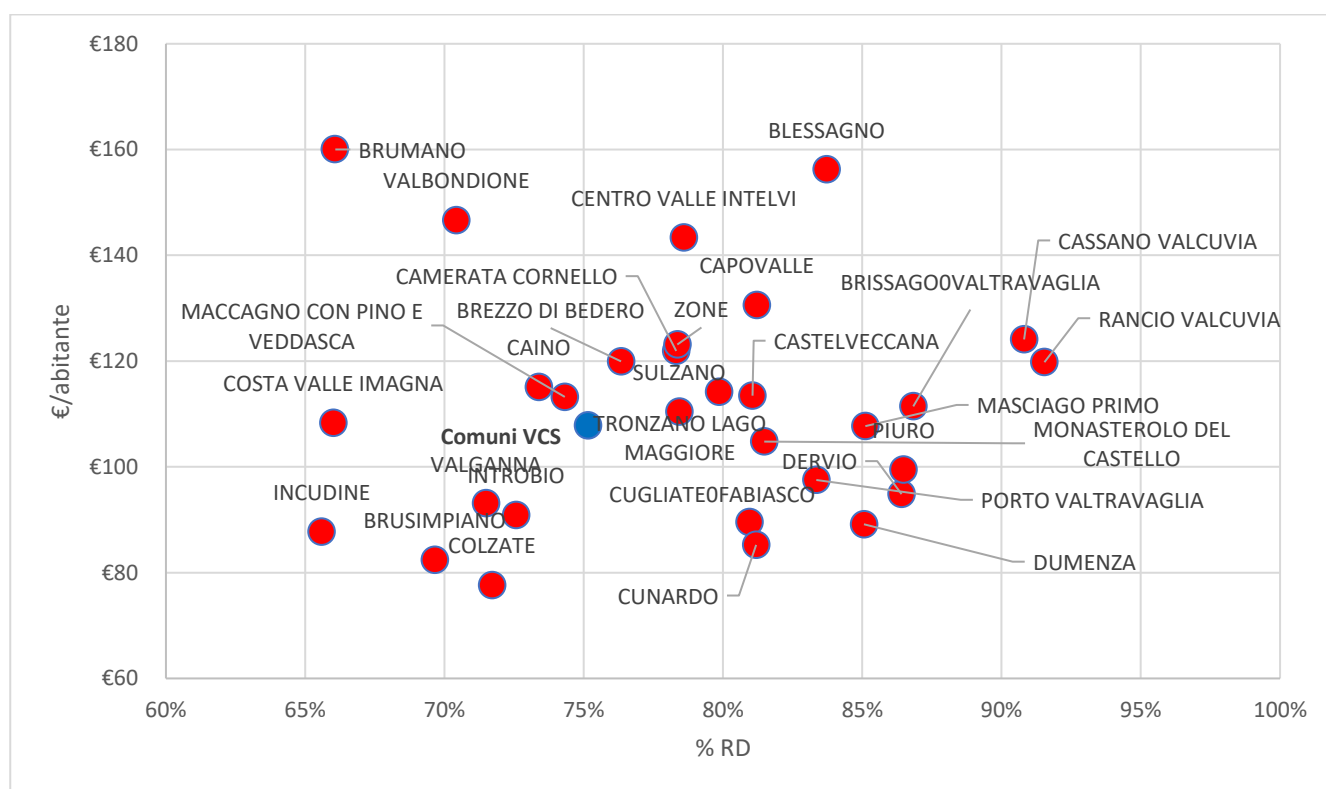 €180
€160
€140
€120
€100
€80
€60
€/abitante
BLESSAGNO
BRUMANO
VALBONDIONE
CENTRO VALLE INTELVI
CASSANO VALCUVIA
CAPOVALLE
CAMERATA CORNELLO
BRISSAGO0VALTRAVAGLIA
MACCAGNO CON PINO E
VEDDASCA
BREZZO DI BEDERO
ZONE
RANCIO VALCUVIA
CAINO
CASTELVECCANA
SULZANO
COSTA VALLE IMAGNA
MASCIAGO PRIMO
TRONZANO LAGO
MAGGIORE
PIURO
MONASTEROLO DEL
CASTELLO
Comuni VCS
VALGANNA
DERVIO
INTROBIO
INCUDINE
CUGLIATE0FABIASCO
PORTO VALTRAVAGLIA
BRUSIMPIANO
COLZATE
DUMENZA
CUNARDO
60%
65%
70%
75%
80%
85%
90%
95%
100%
% RD